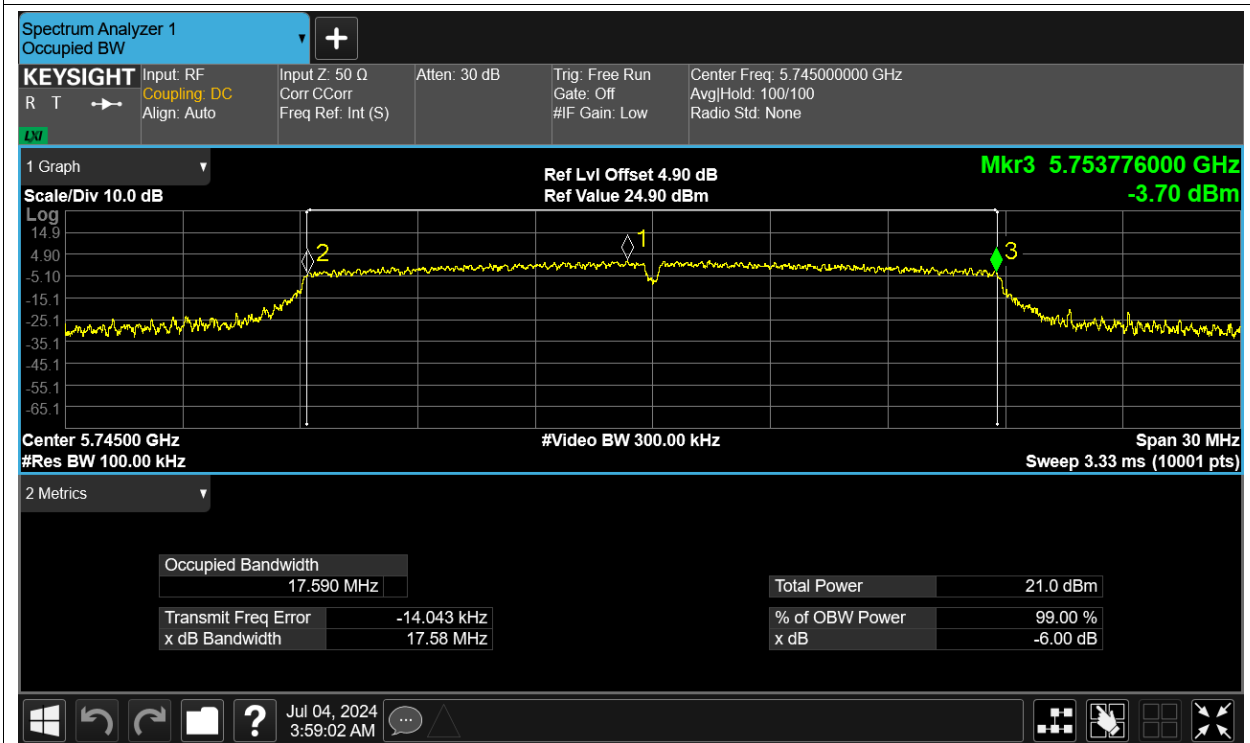 Spectrum Analyzer 1
Occupied BW
KEYSIGHT
R T
LXI
Input: RF
Coupling: DC
Align: Auto
Input Z: 50 Ω
Corr CCorr
Freq Ref: Int (S)
Atten: 30 dB
Trig: Free Run
Gate: Off
#IF Gain: Low
Center Freq: 5.745000000 GHz
Avg|Hold: 100/100
Radio Std: None
1 Graph
Scale/Div 10.0 dB
Ref Lvl Offset 4.90 dB
Ref Value 24.90 dBm
Mkr3 5.753776000 GHz
-3.70 dBm
Log
14.9
4.90
-5.10
-15.1
-25.1
-35.1
-45.1
-55.1
-65.1
2
1
3
Center 5.74500 GHz
#Res BW 100.00 kHz
#Video BW 300.00 kHz
Span 30 MHz
Sweep 3.33 ms (10001 pts)
2 Metrics
Occupied Bandwidth
17.590 MHz
Transmit Freq Error -14.043 kHz
x dB Bandwidth 17.58 MHz
Total Power 21.0 dBm
% of OBW Power 99.00 %
x dB -6.00 dB
?
Jul 04, 2024
3:59:02 AM